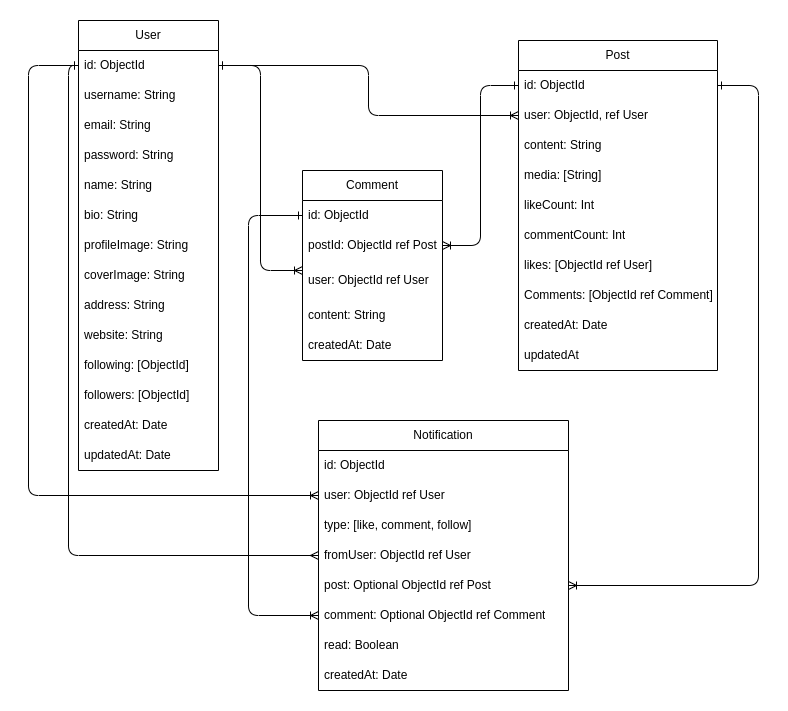 User
id: ObjectId
username: String
email: String
password: String
name: String
bio: String
profileImage: String
coverImage: String
address: String
website: String
following: [ObjectId]
followers: [ObjectId]
createdAt: Date
updatedAt: Date
Comment
id: ObjectId
postId: ObjectId ref Post
user: ObjectId ref User
content: String
createdAt: Date
Post
id: ObjectId
user: ObjectId, ref User
content: String
media: [String]
likeCount: Int
commentCount: Int
likes: [ObjectId ref User]
Comments: [ObjectId ref Comment]
createdAt: Date
updatedAt
Notification
id: ObjectId
user: ObjectId ref User
type: [like, comment, follow]
fromUser: ObjectId ref User
post: Optional ObjectId ref Post
comment: Optional ObjectId ref Comment
read: Boolean
createdAt: Date